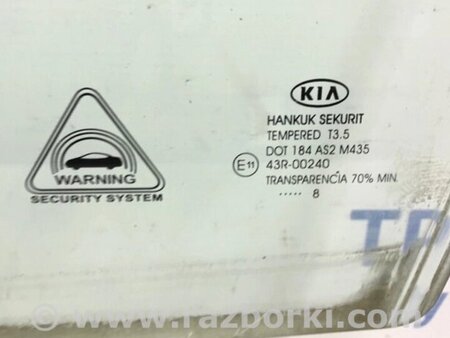 KIA
HANKUK SEKURIT
TEMPERED T3.5
DOT 184 AS2 M435
E11 43R-00240
TRANSPARENCIA 70% MIN.
..... 8
WARNING
SECURITY SYSTEM
www.razborki.com